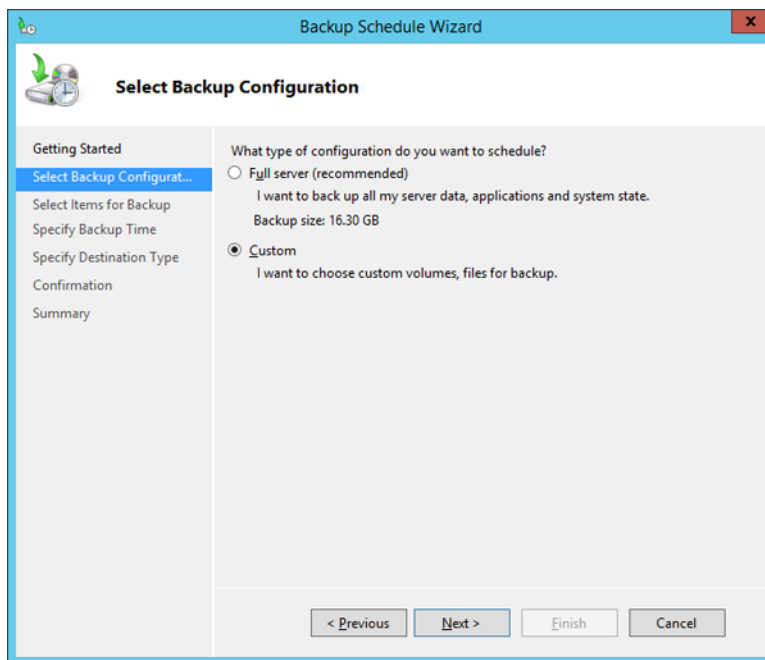 Backup Schedule Wizard
x
Select Backup Configuration
Getting Started
Select Backup Configurat...
Select Items for Backup
Specify Backup Time
Specify Destination Type
Confirmation
Summary
What type of configuration do you want to schedule?
Full server (recommended)
I want to back up all my server data, applications and system state.
Backup size: 16.30 GB
Custom
I want to choose custom volumes, files for backup.
< Previous
Next >
Finish
Cancel